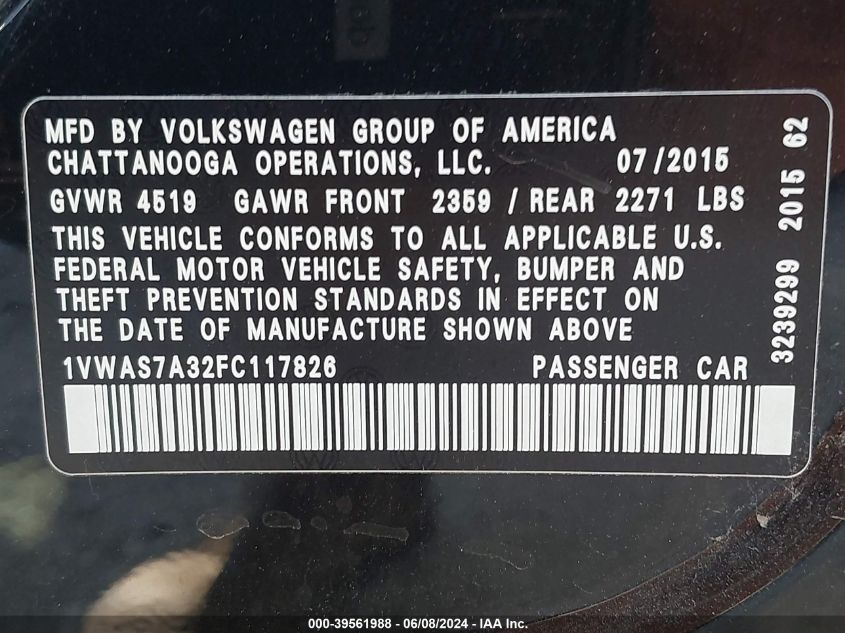 MFD BY VOLKSWAGEN GROUP OF AMERICA
CHATTANOOGA OPERATIONS, LLC. 07/2015
GVWR 4519 GAWR FRONT 2359 / REAR 2271 LBS
THIS VEHICLE CONFORMS TO ALL APPLICABLE U.S.
FEDERAL MOTOR VEHICLE SAFETY, BUMPER AND
THEFT PREVENTION STANDARDS IN EFFECT ON
THE DATE OF MANUFACTURE SHOWN ABOVE
1VWAS7A32FC117826 PASSENGER CAR
3239299 2015 62
000-39561988 - 06/08/2024 - IAA Inc.